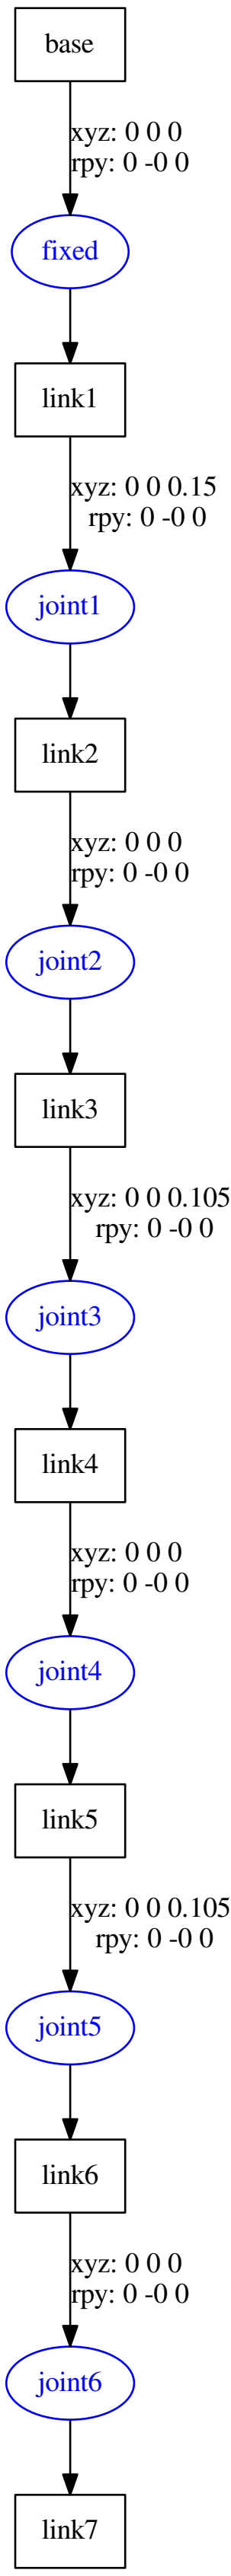 base
xyz: 0 0 0
rpy: 0 -0 0
fixed
link1
xyz: 0 0 0.15
rpy: 0 -0 0
joint1
link2
xyz: 0 0 0
rpy: 0 -0 0
joint2
link3
xyz: 0 0 0.105
rpy: 0 -0 0
joint3
link4
xyz: 0 0 0
rpy: 0 -0 0
joint4
link5
xyz: 0 0 0.105
rpy: 0 -0 0
joint5
link6
xyz: 0 0 0
rpy: 0 -0 0
joint6
link7